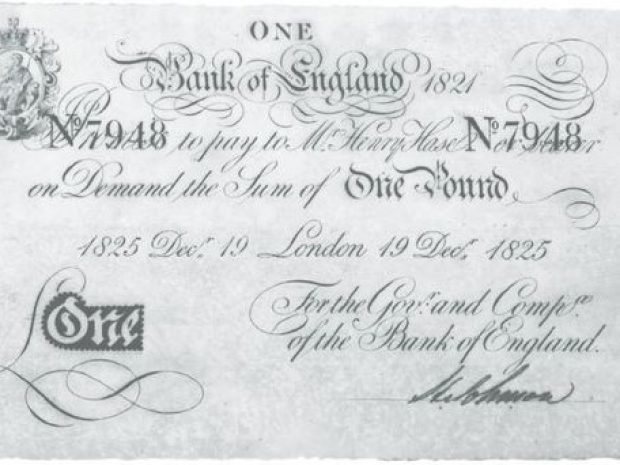 ONE
Bank of England 1821
I Promise to pay to Mr. Henry Hase or Bearer
No 7948 No 7948
on Demand the Sum of One Pound
1825 Decr. 19 London 19 Decr. 1825
For the Govr. and Compa.
One of the Bank of England.